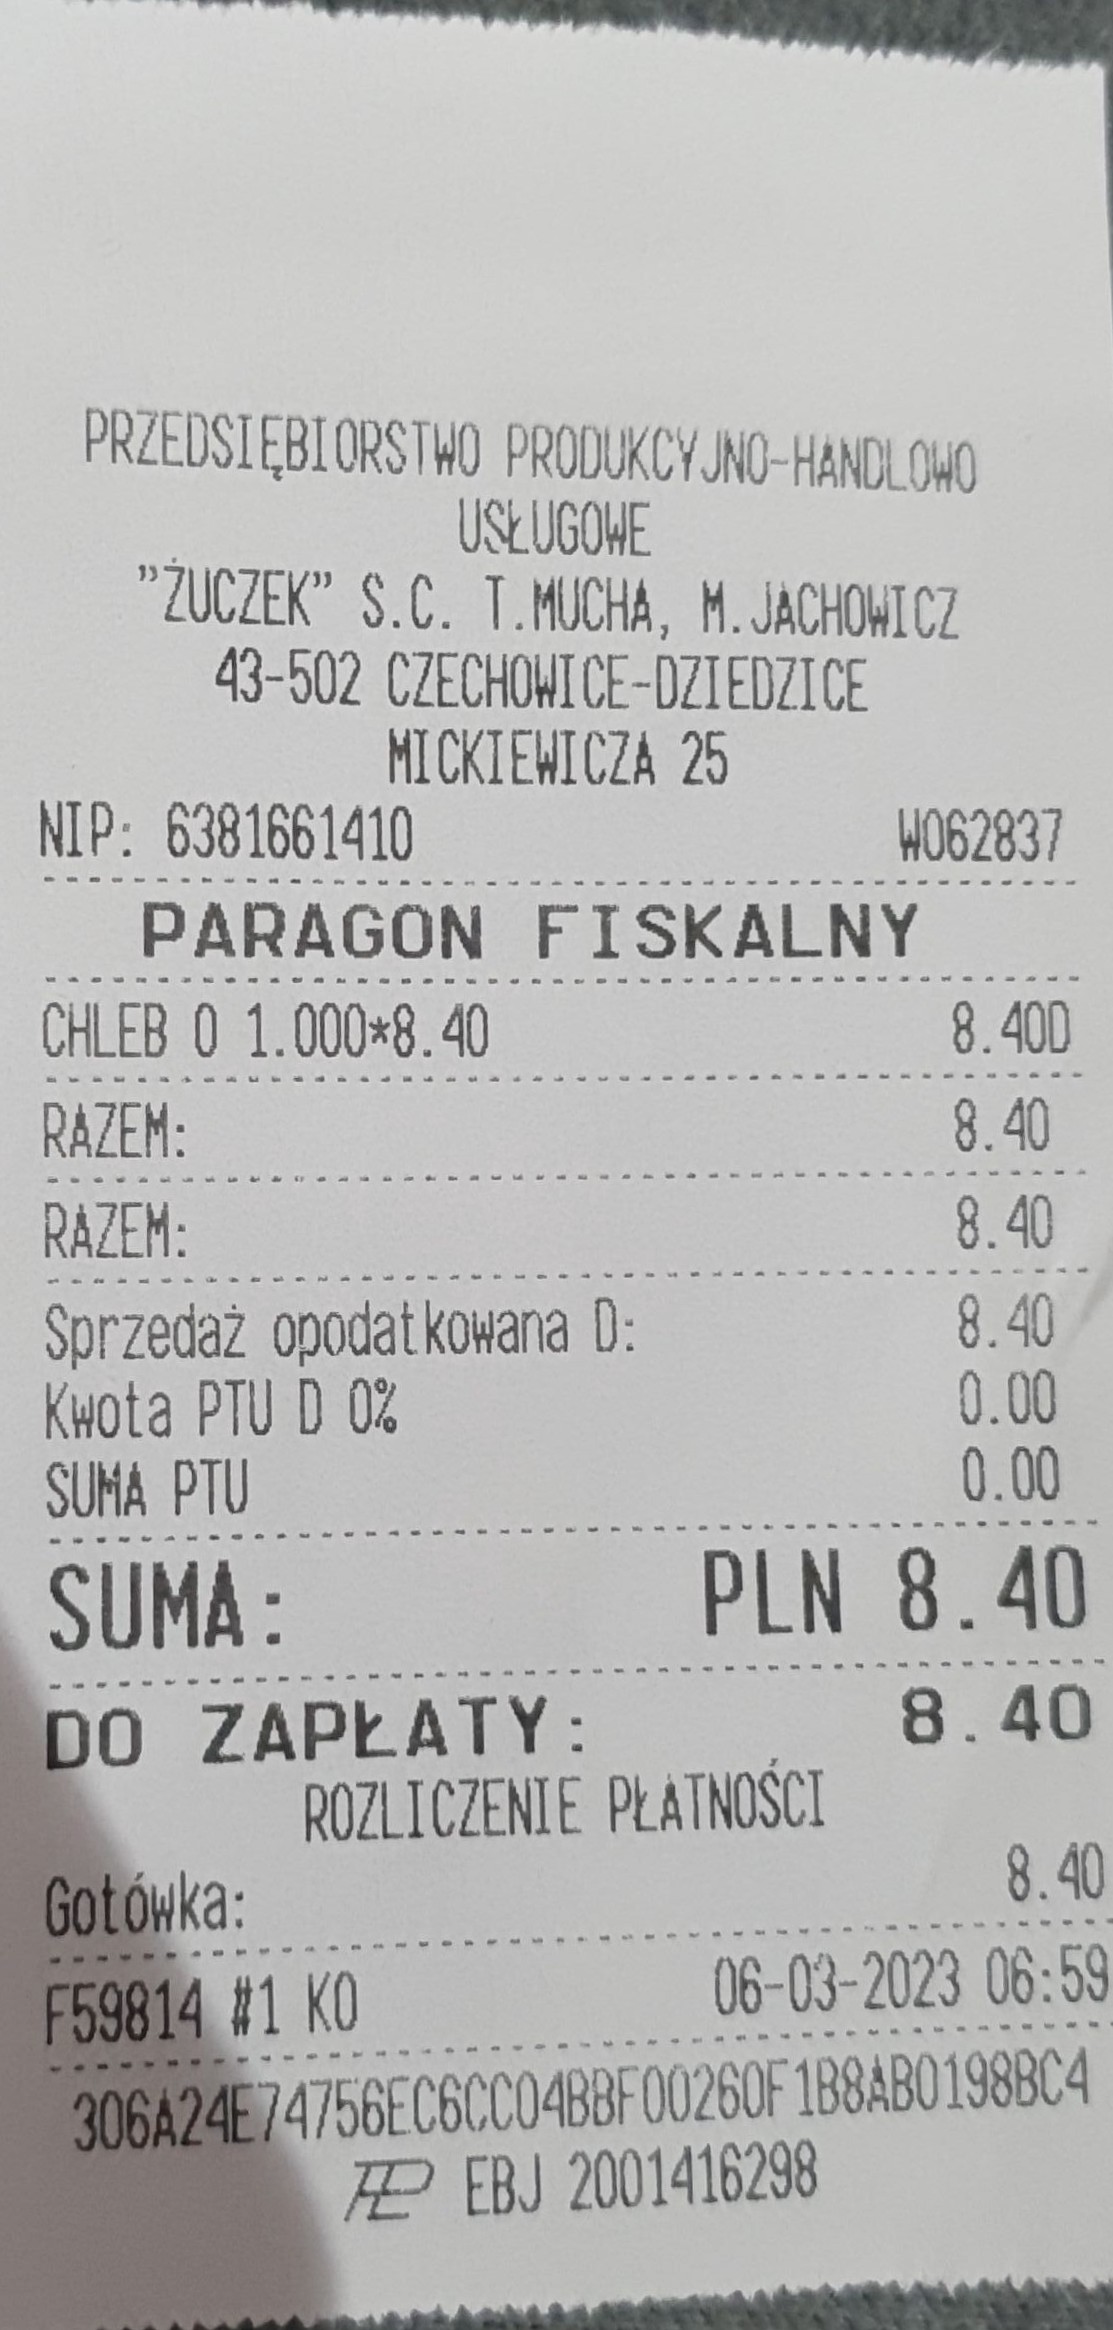 PRZEDSIĘBIORSTWO PRODUKCYJNO-HANDLOWO
USŁUGOWE
"ŻUCZEK" S.C. T.MUCHA, M.JACHOWICZ
43-502 CZECHOWICE-DZIEDZICE
MICKIEWICZA 25
NIP: 6381661410 W062837
PARAGON FISKALNY
CHLEB O 1.000*8.40 8.40D
RAZEM: 8.40
RAZEM: 8.40
Sprzedaż opodatkowana D: 8.40
Kwota PTU D 0% 0.00
SUMA PTU 0.00
SUMA: PLN 8.40
DO ZAPŁATY: 8.40
ROZLICZENIE PŁATNOŚCI
Gotówka: 8.40
F59814 #1 KO 06-03-2023 06:59
306A24E74756EC6CC04BBF00260F1B8AB0198BC4
EBJ 2001416298